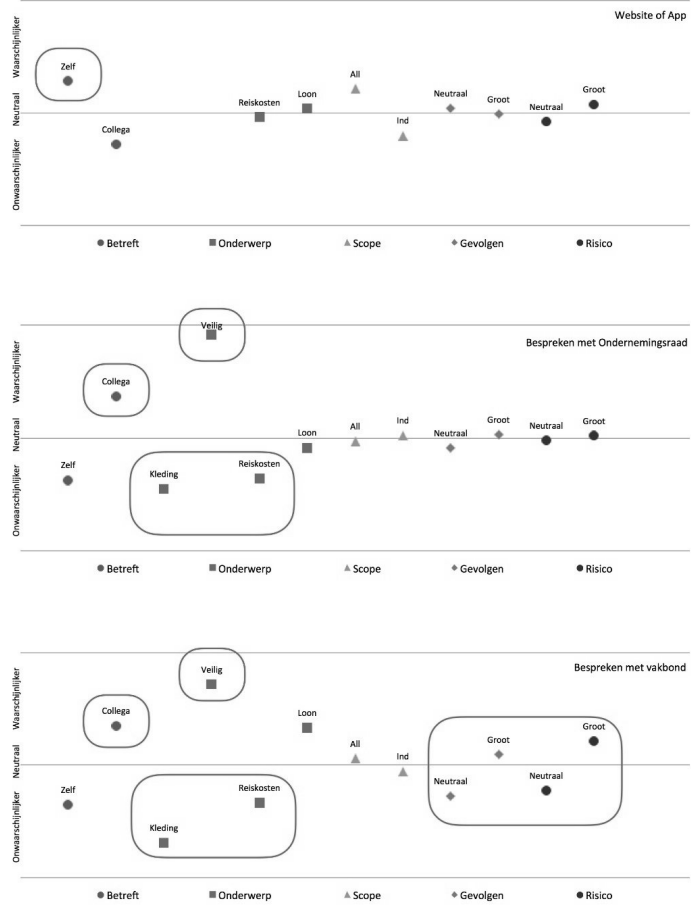 Website of App
Waarschijnlijker
Neutraal
Onwaarschijnlijker
Zelf
Collega
Reiskosten
Loon
All
Ind
Neutraal
Groot
Neutraal
Groot
Betreft
Onderwerp
Scope
Gevolgen
Risico
Bespreken met Ondernemingsraad
Waarschijnlijker
Neutraal
Onwaarschijnlijker
Zelf
Collega
Kleding
Veilig
Reiskosten
Loon
All
Ind
Neutraal
Groot
Neutraal
Groot
Betreft
Onderwerp
Scope
Gevolgen
Risico
Bespreken met vakbond
Waarschijnlijker
Neutraal
Onwaarschijnlijker
Zelf
Collega
Kleding
Veilig
Reiskosten
Loon
All
Ind
Neutraal
Groot
Neutraal
Groot
Betreft
Onderwerp
Scope
Gevolgen
Risico